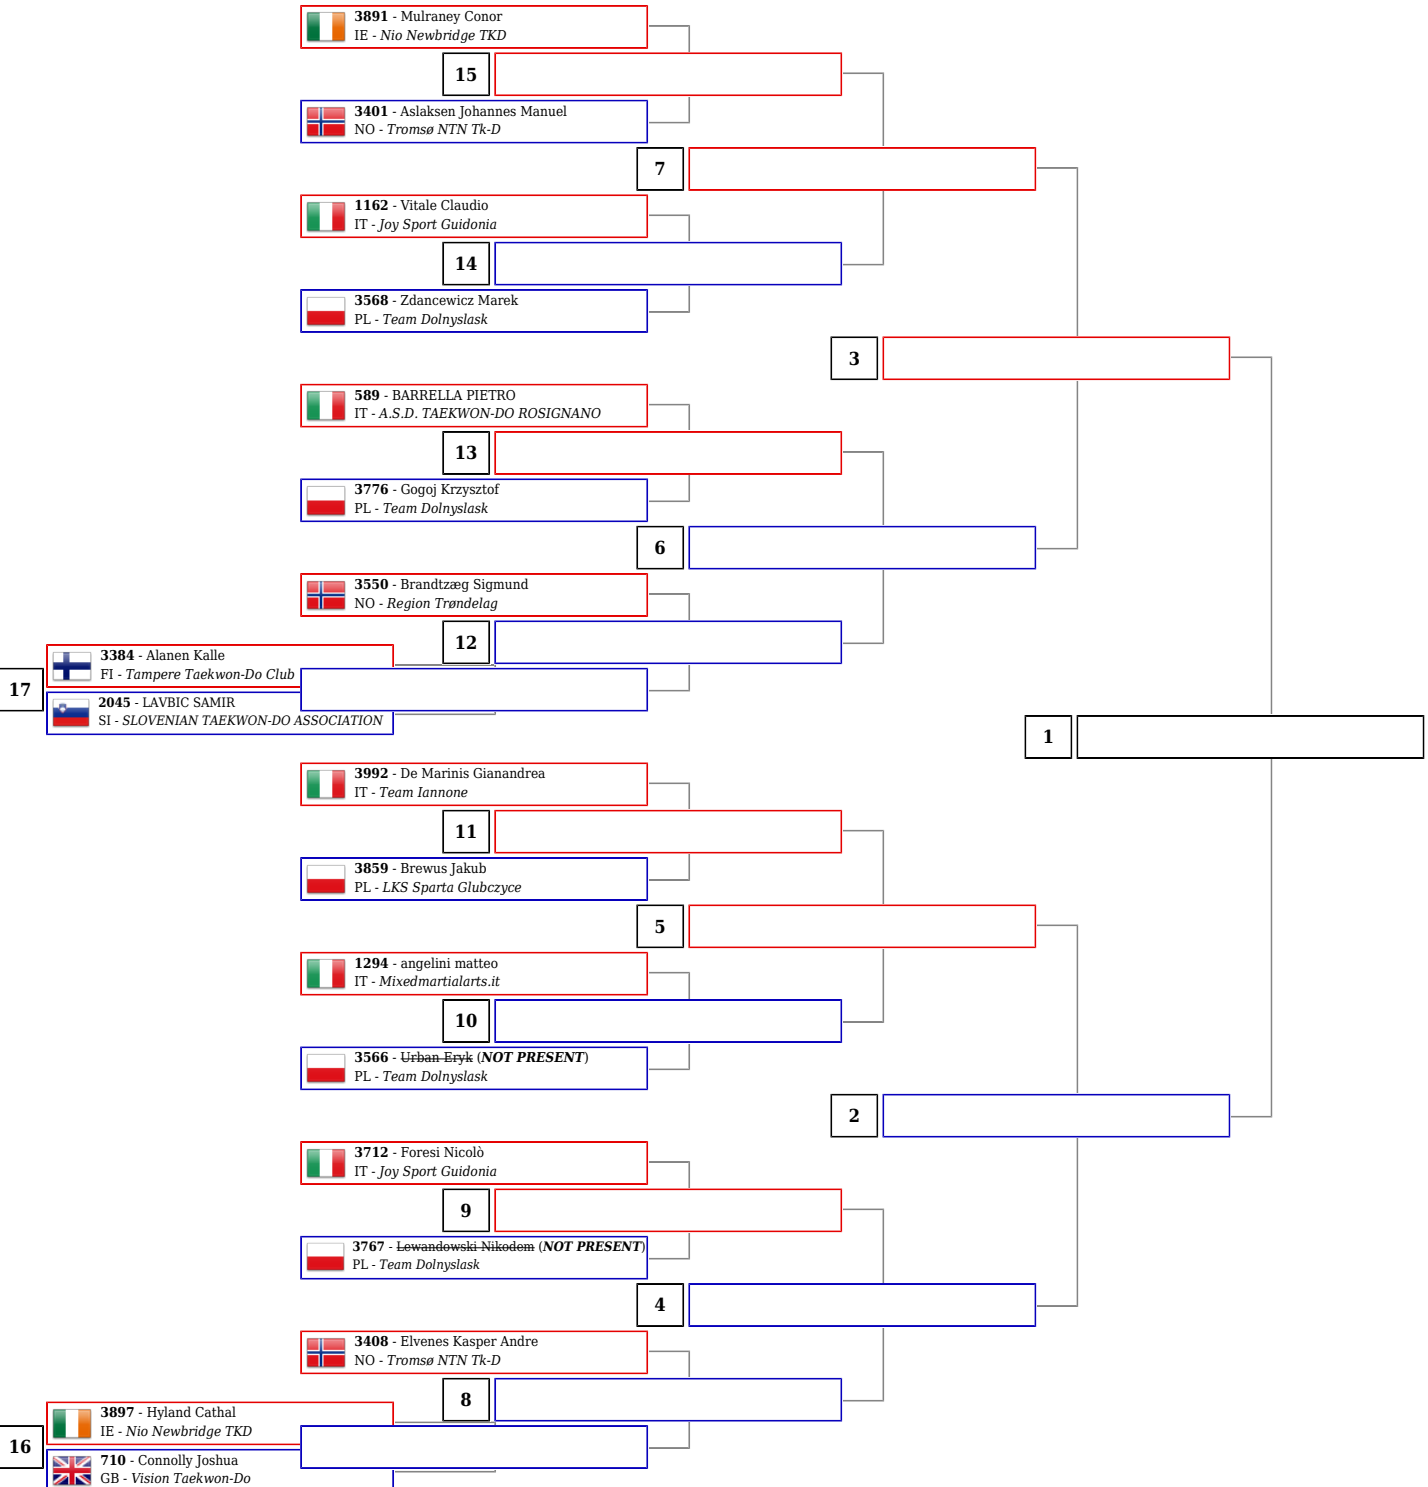 3891 - Mulraney Conor
IE - Nio Newbridge TKD
15
3401 - Aslaksen Johannes Manuel
NO - Tromsø NTN Tk-D
7
1162 - Vitale Claudio
IT - Joy Sport Guidonia
14
3568 - Zdancewicz Marek
PL - Team Dolnyslask
3
589 - BARRELLA PIETRO
IT - A.S.D. TAEKWON-DO ROSIGNANO
13
3776 - Gogoj Krzysztof
PL - Team Dolnyslask
6
3550 - Brandtzæg Sigmund
NO - Region Trøndelag
12
3384 - Alanen Kalle
FI - Tampere Taekwon-Do Club
17
2045 - LAVBIC SAMIR
SI - SLOVENIAN TAEKWON-DO ASSOCIATION
1
3992 - De Marinis Gianandrea
IT - Team Iannone
11
3859 - Brewus Jakub
PL - LKS Sparta Glubczyce
5
1294 - angelini matteo
IT - Mixedmartialarts.it
10
3566 - Urban Eryk (NOT PRESENT)
PL - Team Dolnyslask
2
3712 - Foresi Nicolò
IT - Joy Sport Guidonia
9
3767 - Lewandowski Nikodem (NOT PRESENT)
PL - Team Dolnyslask
4
3408 - Elvenes Kasper Andre
NO - Tromsø NTN Tk-D
8
3897 - Hyland Cathal
IE - Nio Newbridge TKD
16
710 - Connolly Joshua
GB - Vision Taekwon-Do